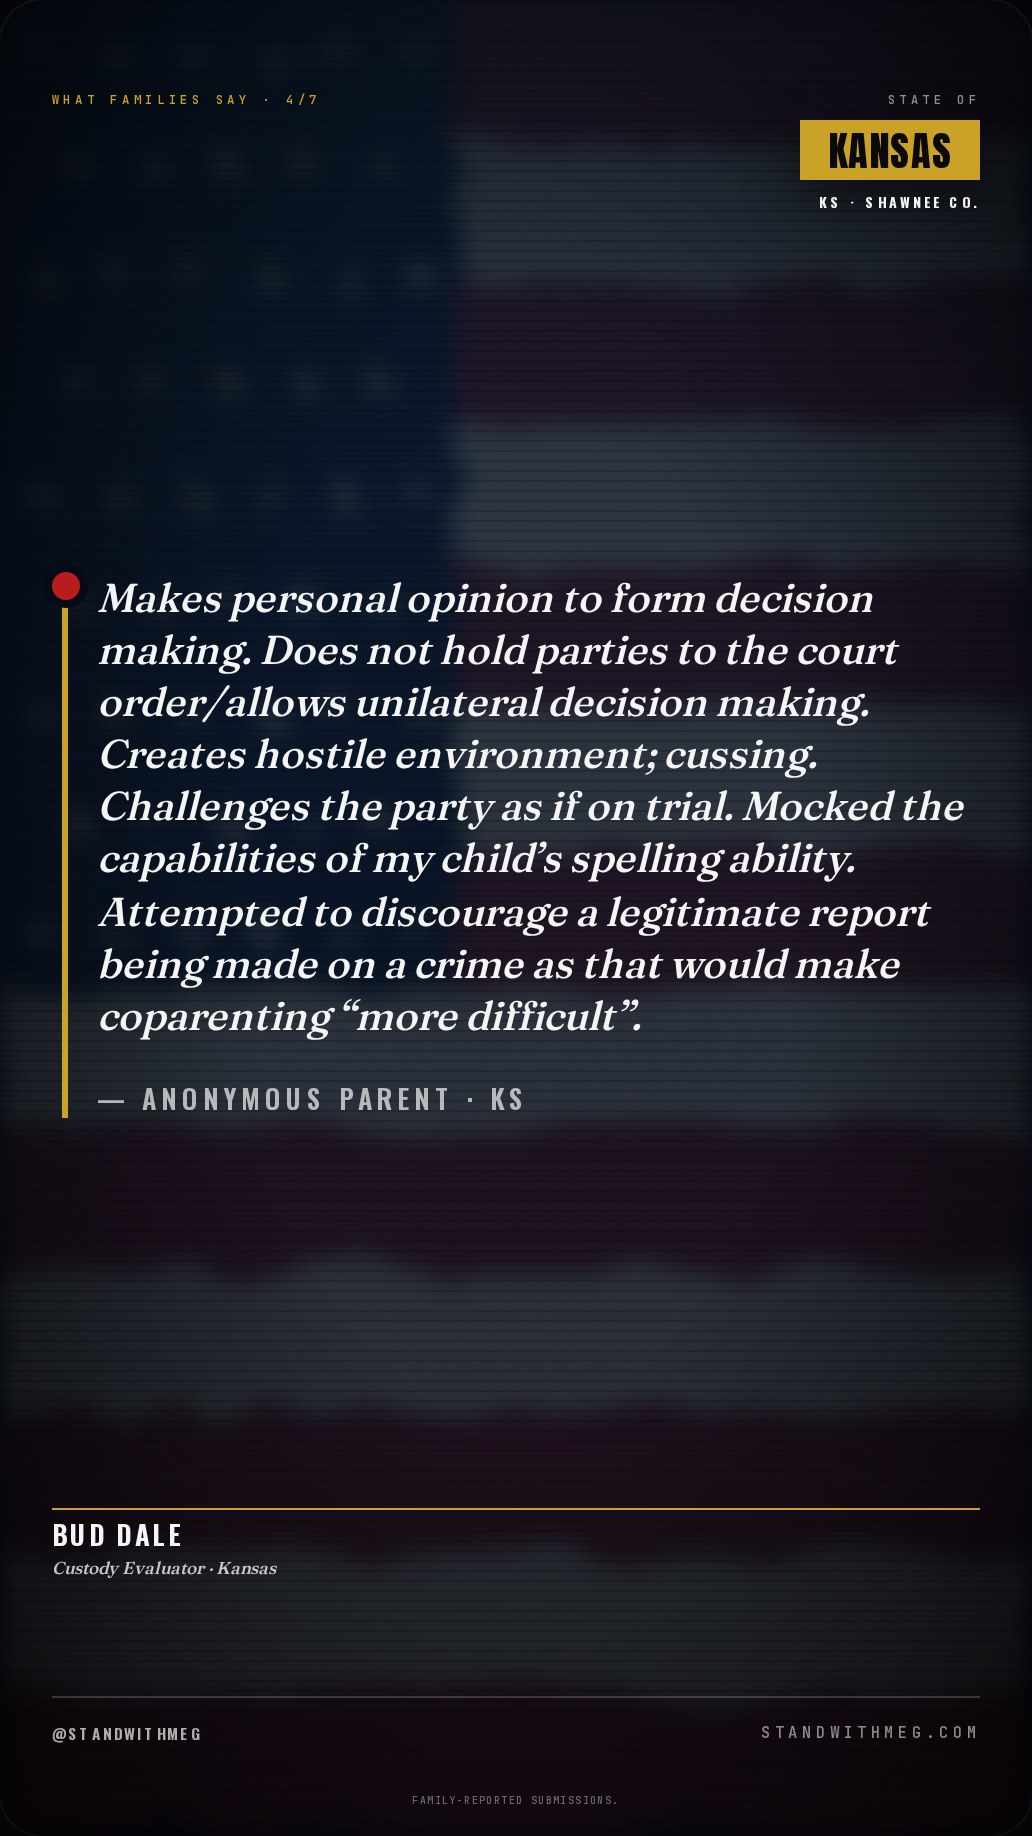 WHAT FAMILIES SAY · 4/7
STATE OF
KANSAS
KS · SHAWNEE CO.
Makes personal opinion to form decision
making. Does not hold parties to the court
order/allows unilateral decision making.
Creates hostile environment; cussing.
Challenges the party as if on trial. Mocked the
capabilities of my child’s spelling ability.
Attempted to discourage a legitimate report
being made on a crime as that would make
coparenting “more difficult”.
— ANONYMOUS PARENT · KS
BUD DALE
Custody Evaluator · Kansas
@STANDWITHMEG
STANDWITHMEG.COM
FAMILY-REPORTED SUBMISSIONS.